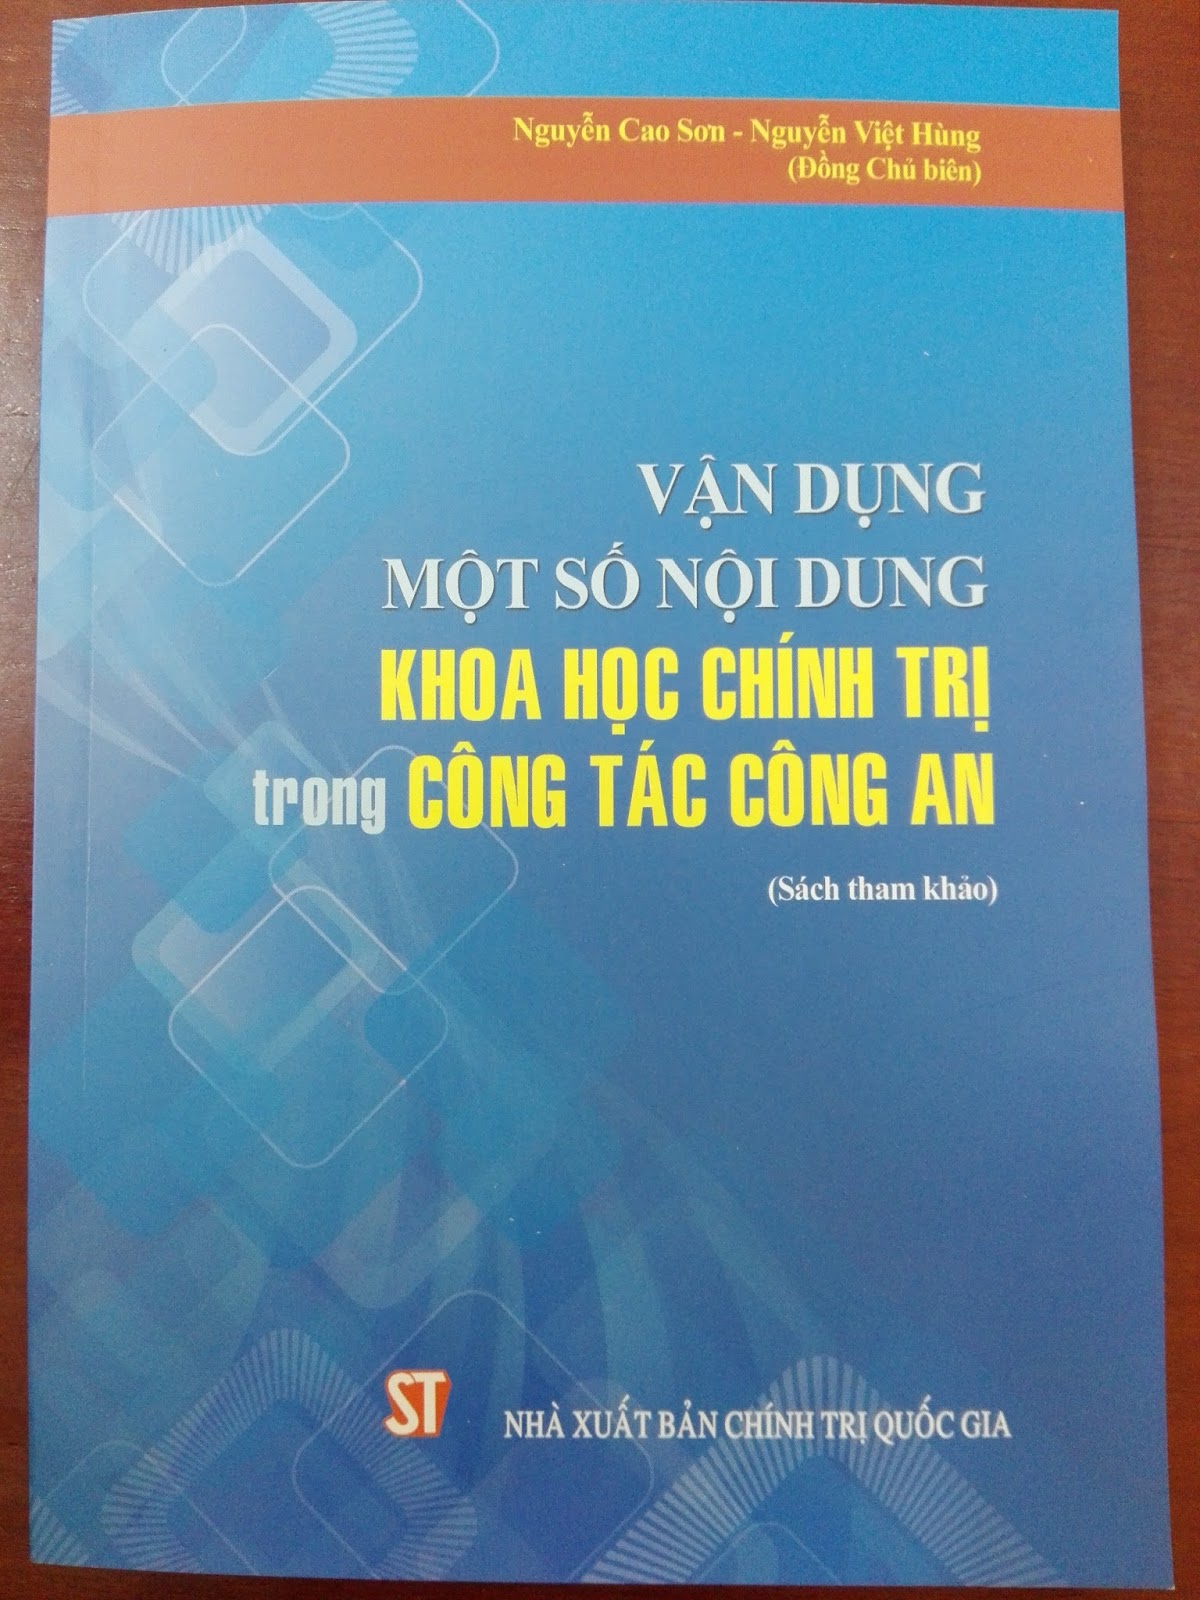 Nguyễn Cao Sơn - Nguyễn Việt Hùng
(Đồng Chủ biên)
VẬN DỤNG
MỘT SỐ NỘI DUNG
KHOA HỌC CHÍNH TRỊ
trong CÔNG TÁC CÔNG AN
(Sách tham khảo)
ST NHÀ XUẤT BẢN CHÍNH TRỊ QUỐC GIA